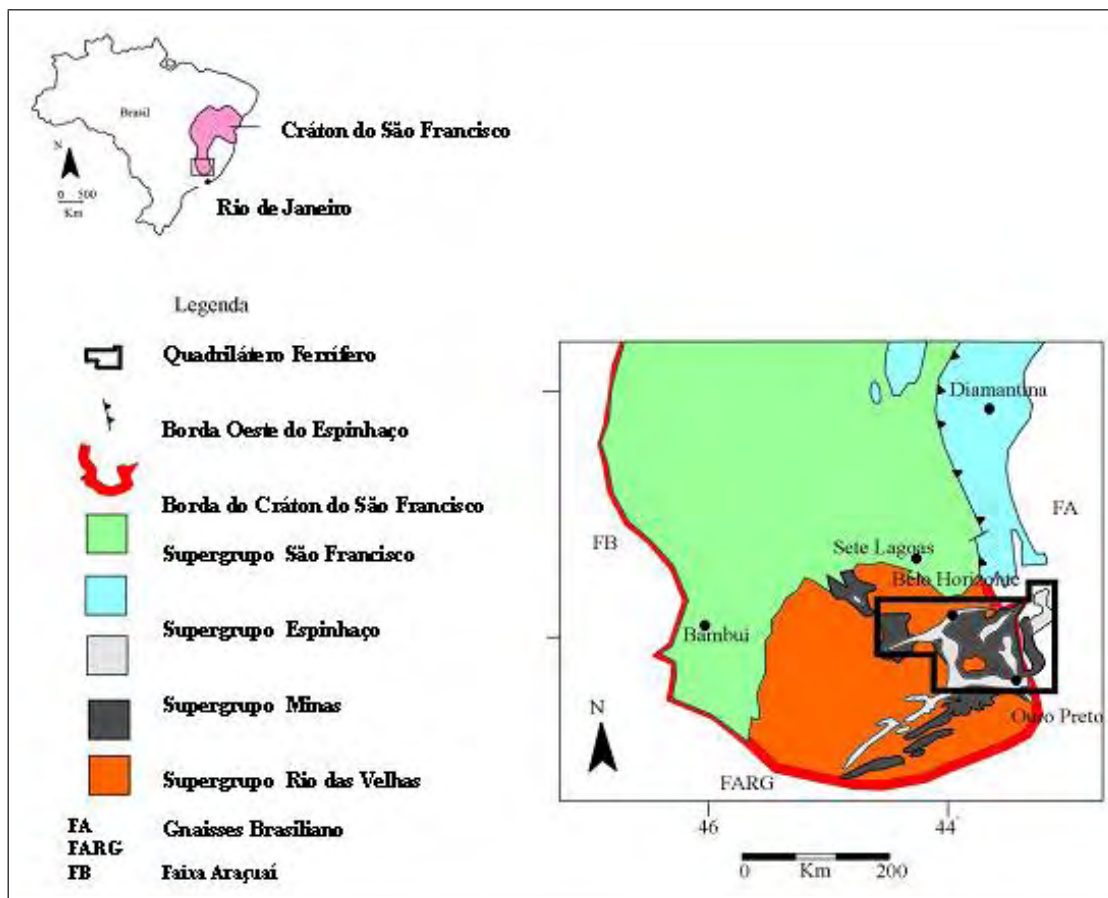 Brasil
N
Cráton do São Francisco
0 500
Km
Rio de Janeiro
Legenda
Quadrilátero Ferrífero
Borda Oeste do Espinhaço
Borda do Cráton do São Francisco
Supergrupo São Francisco
Supergrupo Espinhaço
Supergrupo Minas
Supergrupo Rio das Velhas
FA Gnaisses Brasiliano
FARG
FB Faixa Araçuaí
Diamantina
FA
FB
Sete Lagoas
Belo Horizonte
Bambui
N
Ouro Preto
FARG
46
44
0 Km 200